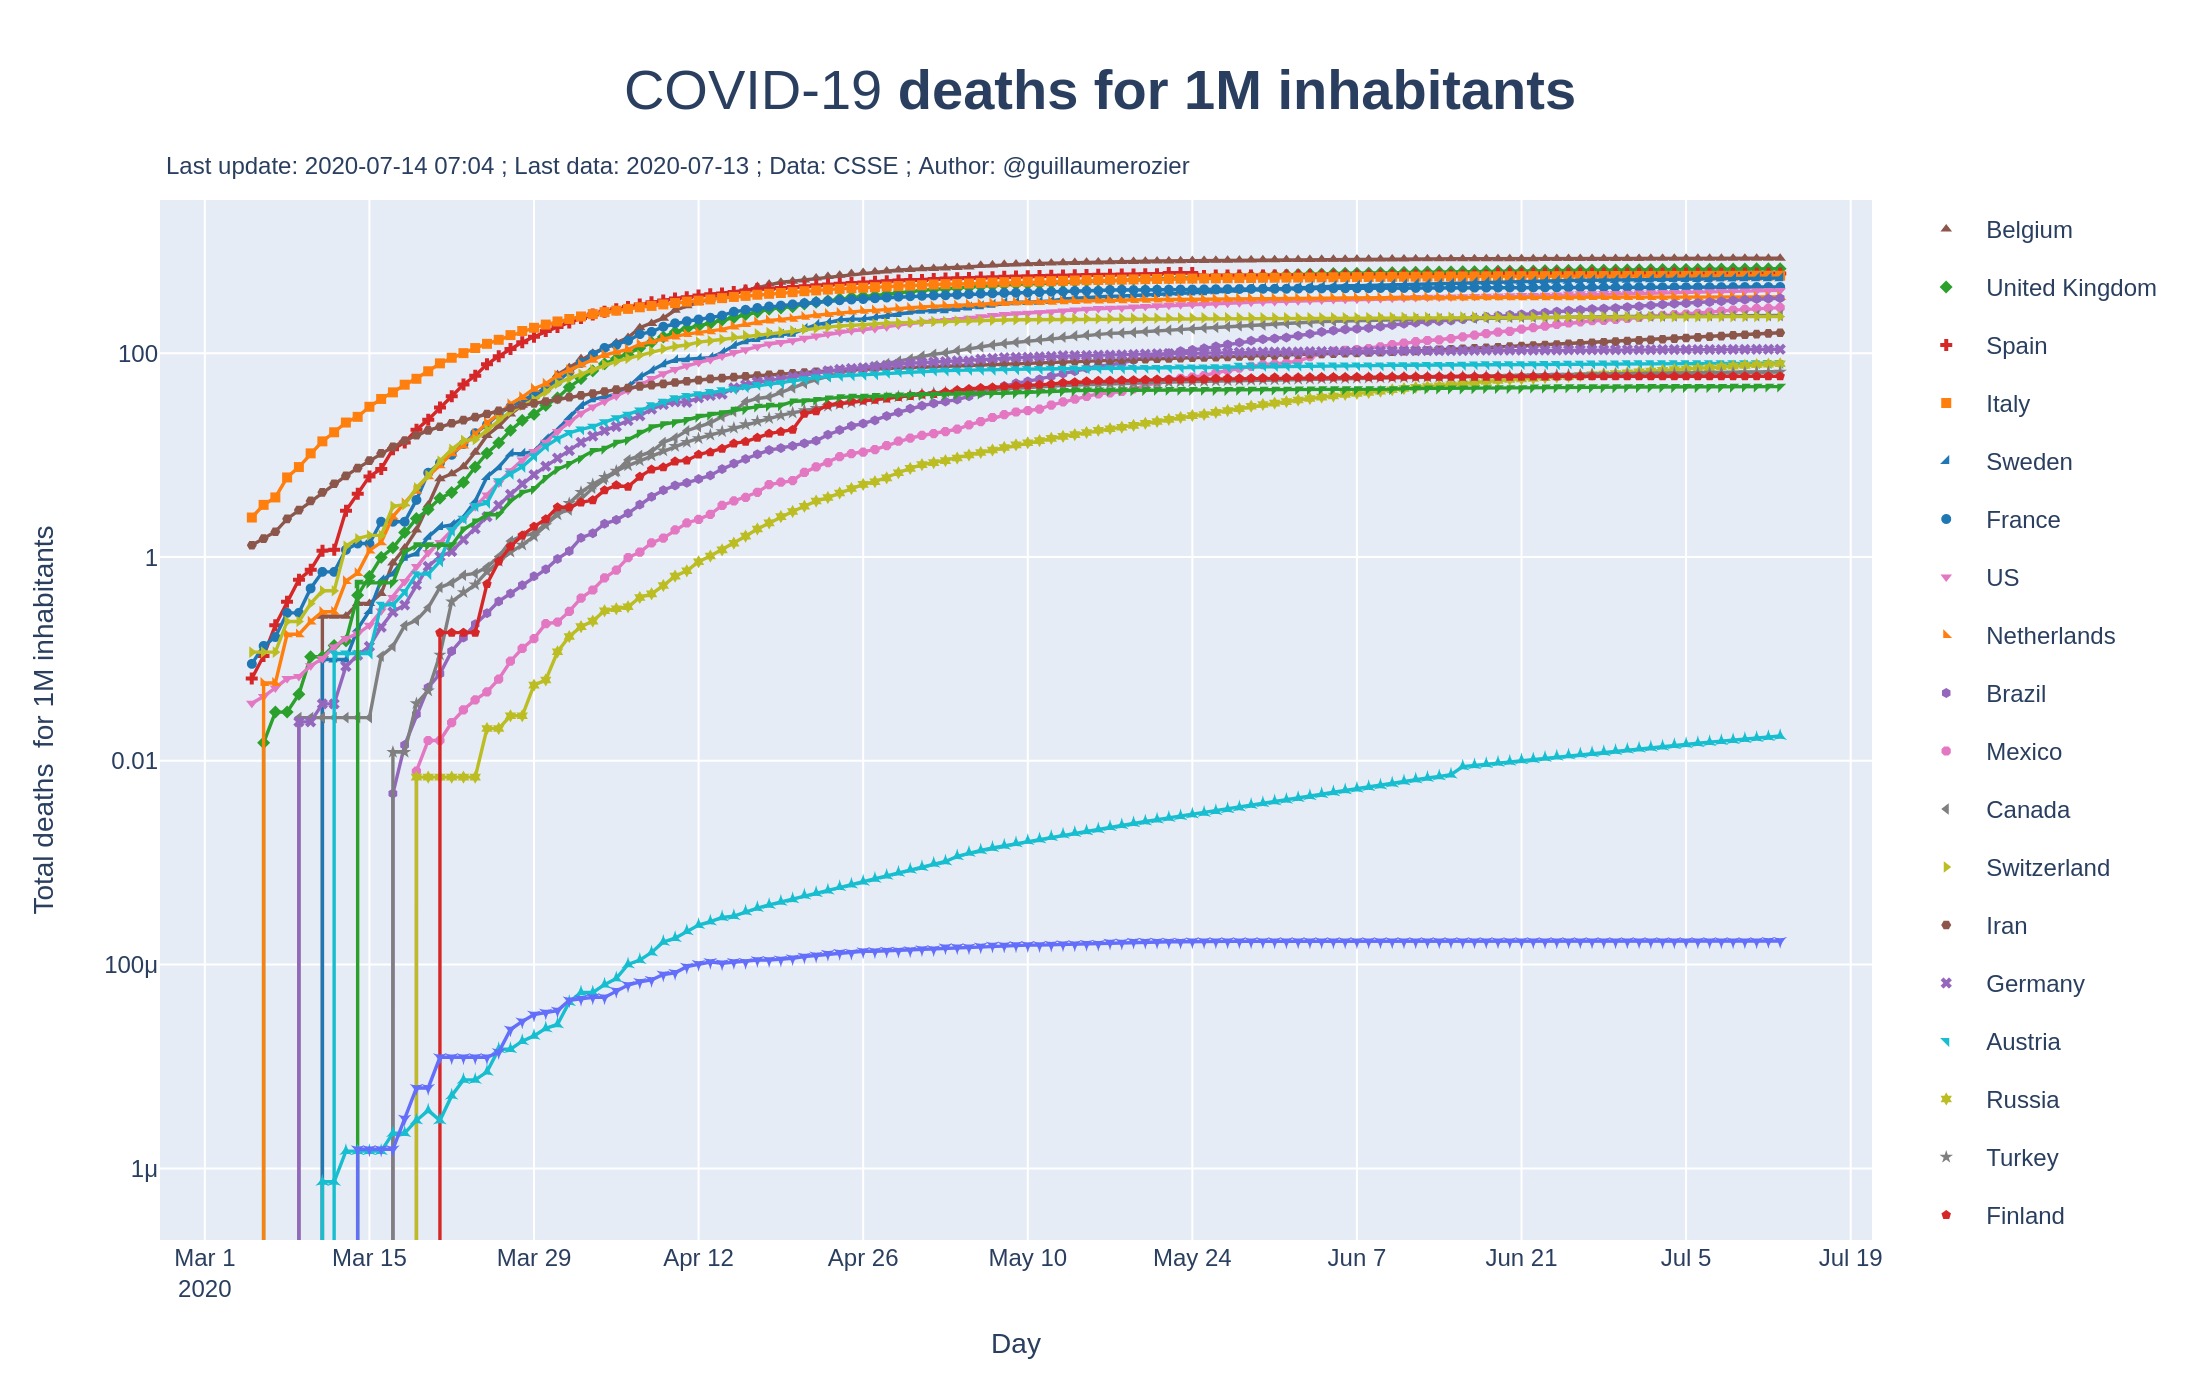 COVID-19 deaths for 1M inhabitants
Last update: 2020-07-14 07:04 ; Last data: 2020-07-13 ; Data: CSSE ; Author: @guillaumerozier
Total deaths for 1M inhabitants
100
1
0.01
100μ
1μ
Mar 1
2020
Mar 15
Mar 29
Apr 12
Apr 26
May 10
May 24
Jun 7
Jun 21
Jul 5
Jul 19
Day
Belgium
United Kingdom
Spain
Italy
Sweden
France
US
Netherlands
Brazil
Mexico
Canada
Switzerland
Iran
Germany
Austria
Russia
Turkey
Finland